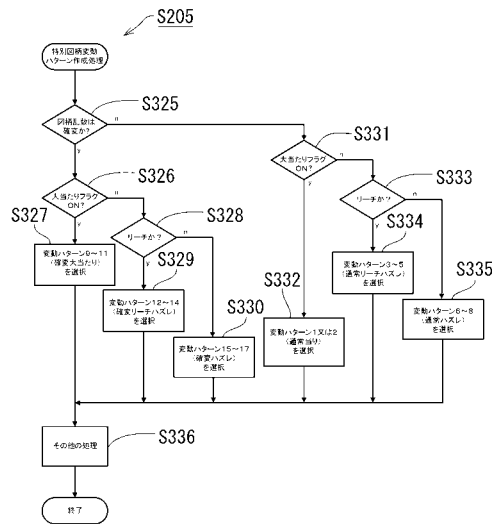 S205
特別図柄変動
パターン作成処理
S325
図柄乱数は
確変か?
n
y
S326
大当たりフラグ
ON?
n
y
S327
変動パターン9~11
(確変大当たり)
を選択
S328
リーチか?
n
y
S329
変動パターン12~14
(確変リーチハズレ)
を選択
S330
変動パターン15~17
(確変ハズレ)
を選択
S331
大当たりフラグ
ON?
n
y
S332
変動パターン1又は2
(通常当り)
を選択
S333
リーチか?
n
y
S334
変動パターン3~5
(通常リーチハズレ)
を選択
S335
変動パターン6~8
(通常ハズレ)
を選択
S336
その他の処理
終了